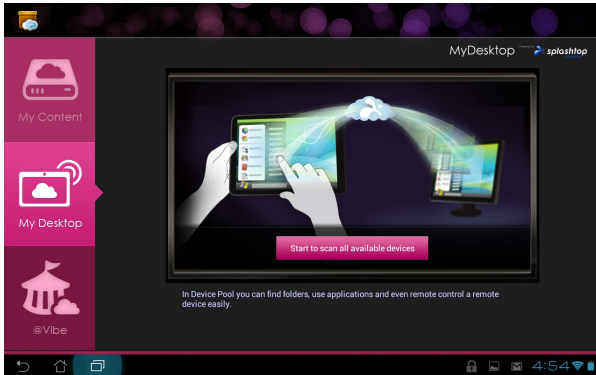 MyDesktop splashtop
My Content
My Desktop
@Vibe
Start to scan all available devices
In Device Pool you can find folders, use applications and even remote control a remote
device easily.
4:54